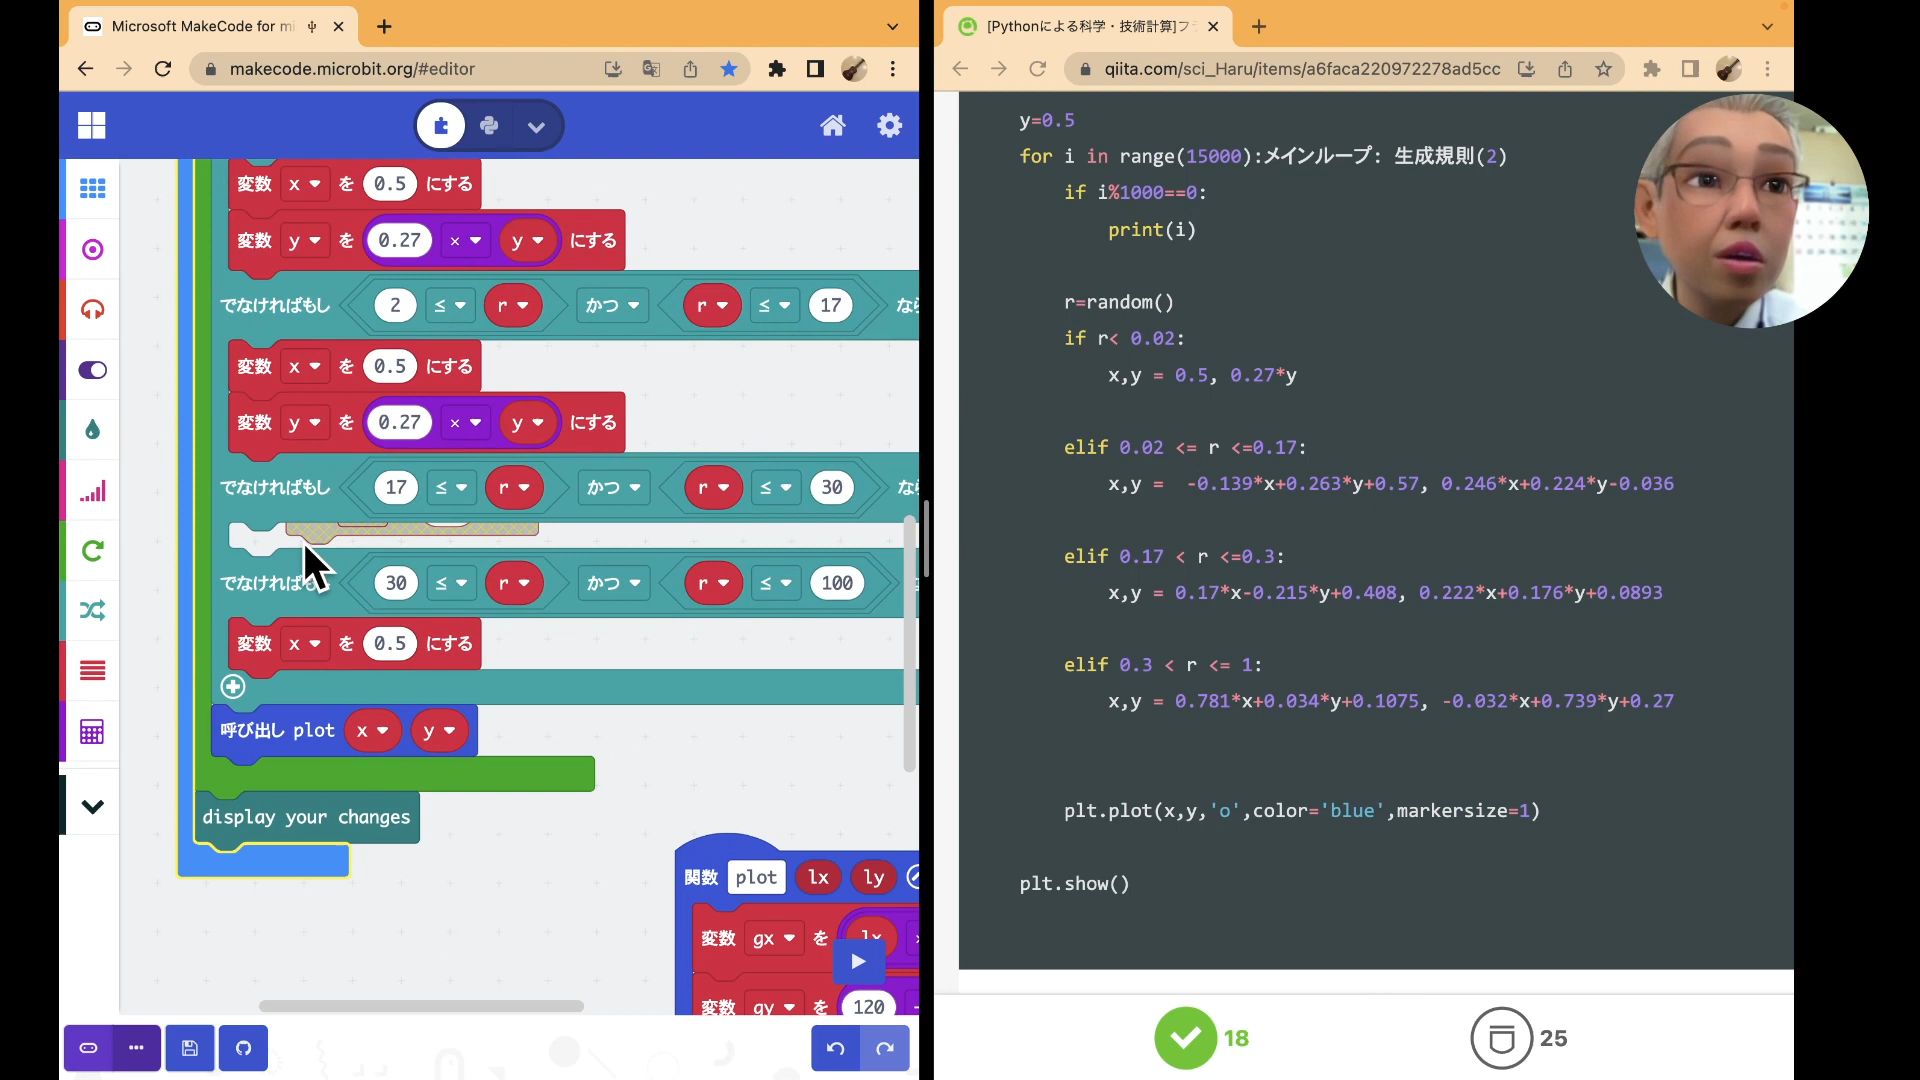 Microsoft MakeCode for mi
makecode.microbit.org/#editor
変数 x を 0.5 にする
変数 y を 0.27 × y にする
でなければもし 2 ≤ r かつ r ≤ 17 なら
変数 x を 0.5 にする
変数 y を 0.27 × y にする
でなければもし 17 ≤ r かつ r ≤ 30 なら
でなければもし 30 ≤ r かつ r ≤ 100
変数 x を 0.5 にする
呼び出し plot x y
display your changes
関数 plot lx ly
変数 gx を lx
変数 gy を 120 -
[Pythonによる科学・技術計算]フ
qiita.com/sci_Haru/items/a6faca220972278ad5cc
y=0.5
for i in range(15000):メインループ: 生成規則(2)
if i%1000==0:
print(i)
r=random()
if r< 0.02:
x,y = 0.5, 0.27*y
elif 0.02 <= r <=0.17:
x,y = -0.139*x+0.263*y+0.57, 0.246*x+0.224*y-0.036
elif 0.17 < r <=0.3:
x,y = 0.17*x-0.215*y+0.408, 0.222*x+0.176*y+0.0893
elif 0.3 < r <= 1:
x,y = 0.781*x+0.034*y+0.1075, -0.032*x+0.739*y+0.27
plt.plot(x,y,'o',color='blue',markersize=1)
plt.show()
18
25